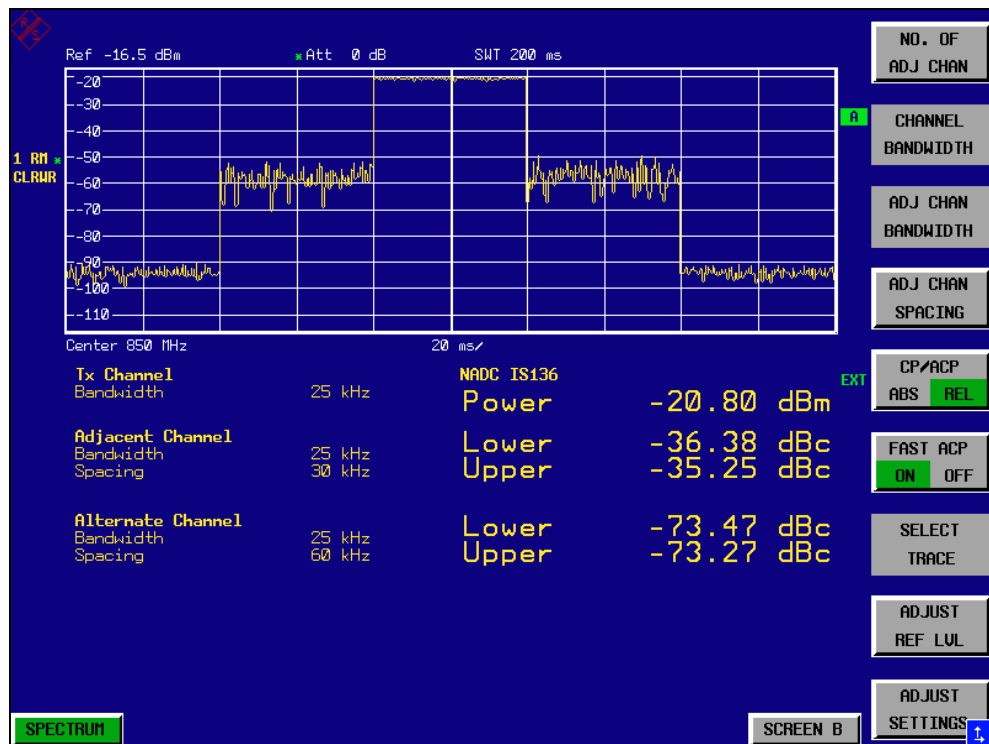 R
S
Ref -16.5 dBm *Att 0 dB SWT 200 ms
-20
-30
-40
-50
-60
-70
-80
-90
-100
-110
1 RM *
CLRWR
A
Center 850 MHz 20 ms/
Tx Channel
Bandwidth 25 kHz
NADC IS136
Power -20.80 dBm
EXT
Adjacent Channel
Bandwidth 25 kHz
Spacing 30 kHz
Lower -36.38 dBc
Upper -35.25 dBc
Alternate Channel
Bandwidth 25 kHz
Spacing 60 kHz
Lower -73.47 dBc
Upper -73.27 dBc
NO. OF
ADJ CHAN
CHANNEL
BANDWIDTH
ADJ CHAN
BANDWIDTH
ADJ CHAN
SPACING
CP/ACP
ABS REL
FAST ACP
ON OFF
SELECT
TRACE
ADJUST
REF LVL
ADJUST
SETTINGS
SPECTRUM
SCREEN B